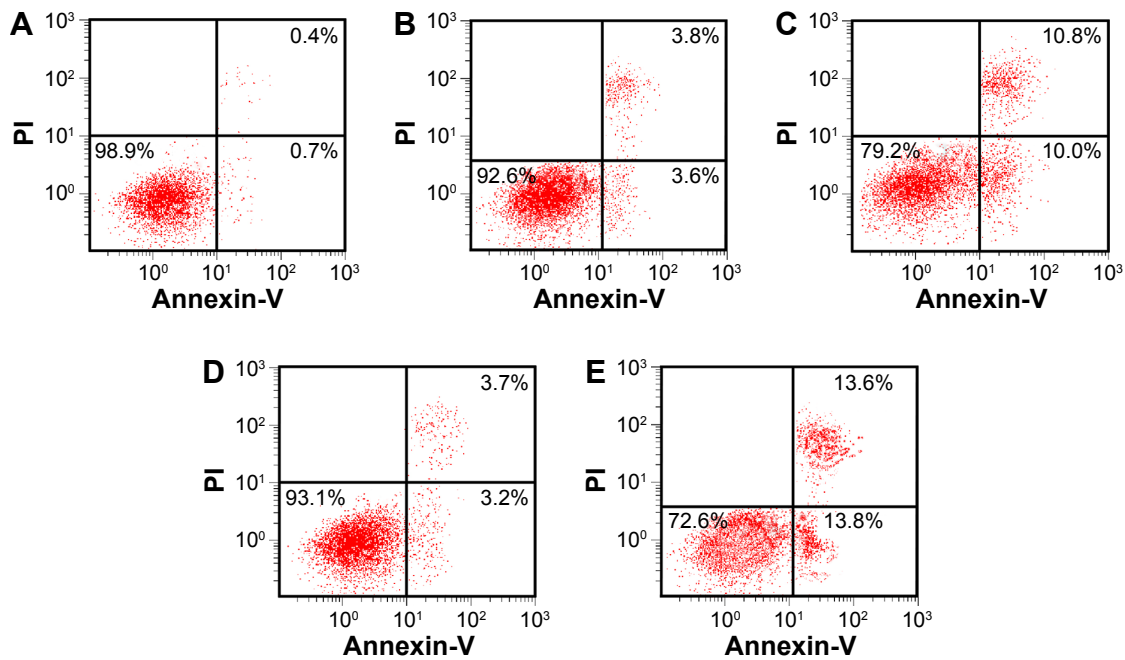 A
10³
10²
10¹
10⁰
PI
0.4%
98.9%
0.7%
10⁰ 10¹ 10² 10³
Annexin-V
B
10³
10²
10¹
10⁰
PI
3.8%
92.6%
3.6%
10⁰ 10¹ 10² 10³
Annexin-V
C
10³
10²
10¹
10⁰
PI
10.8%
79.2%
10.0%
10⁰ 10¹ 10² 10³
Annexin-V
D
10³
10²
10¹
10⁰
PI
3.7%
93.1%
3.2%
10⁰ 10¹ 10² 10³
Annexin-V
E
10³
10²
10¹
10⁰
PI
13.6%
72.6%
13.8%
10⁰ 10¹ 10² 10³
Annexin-V